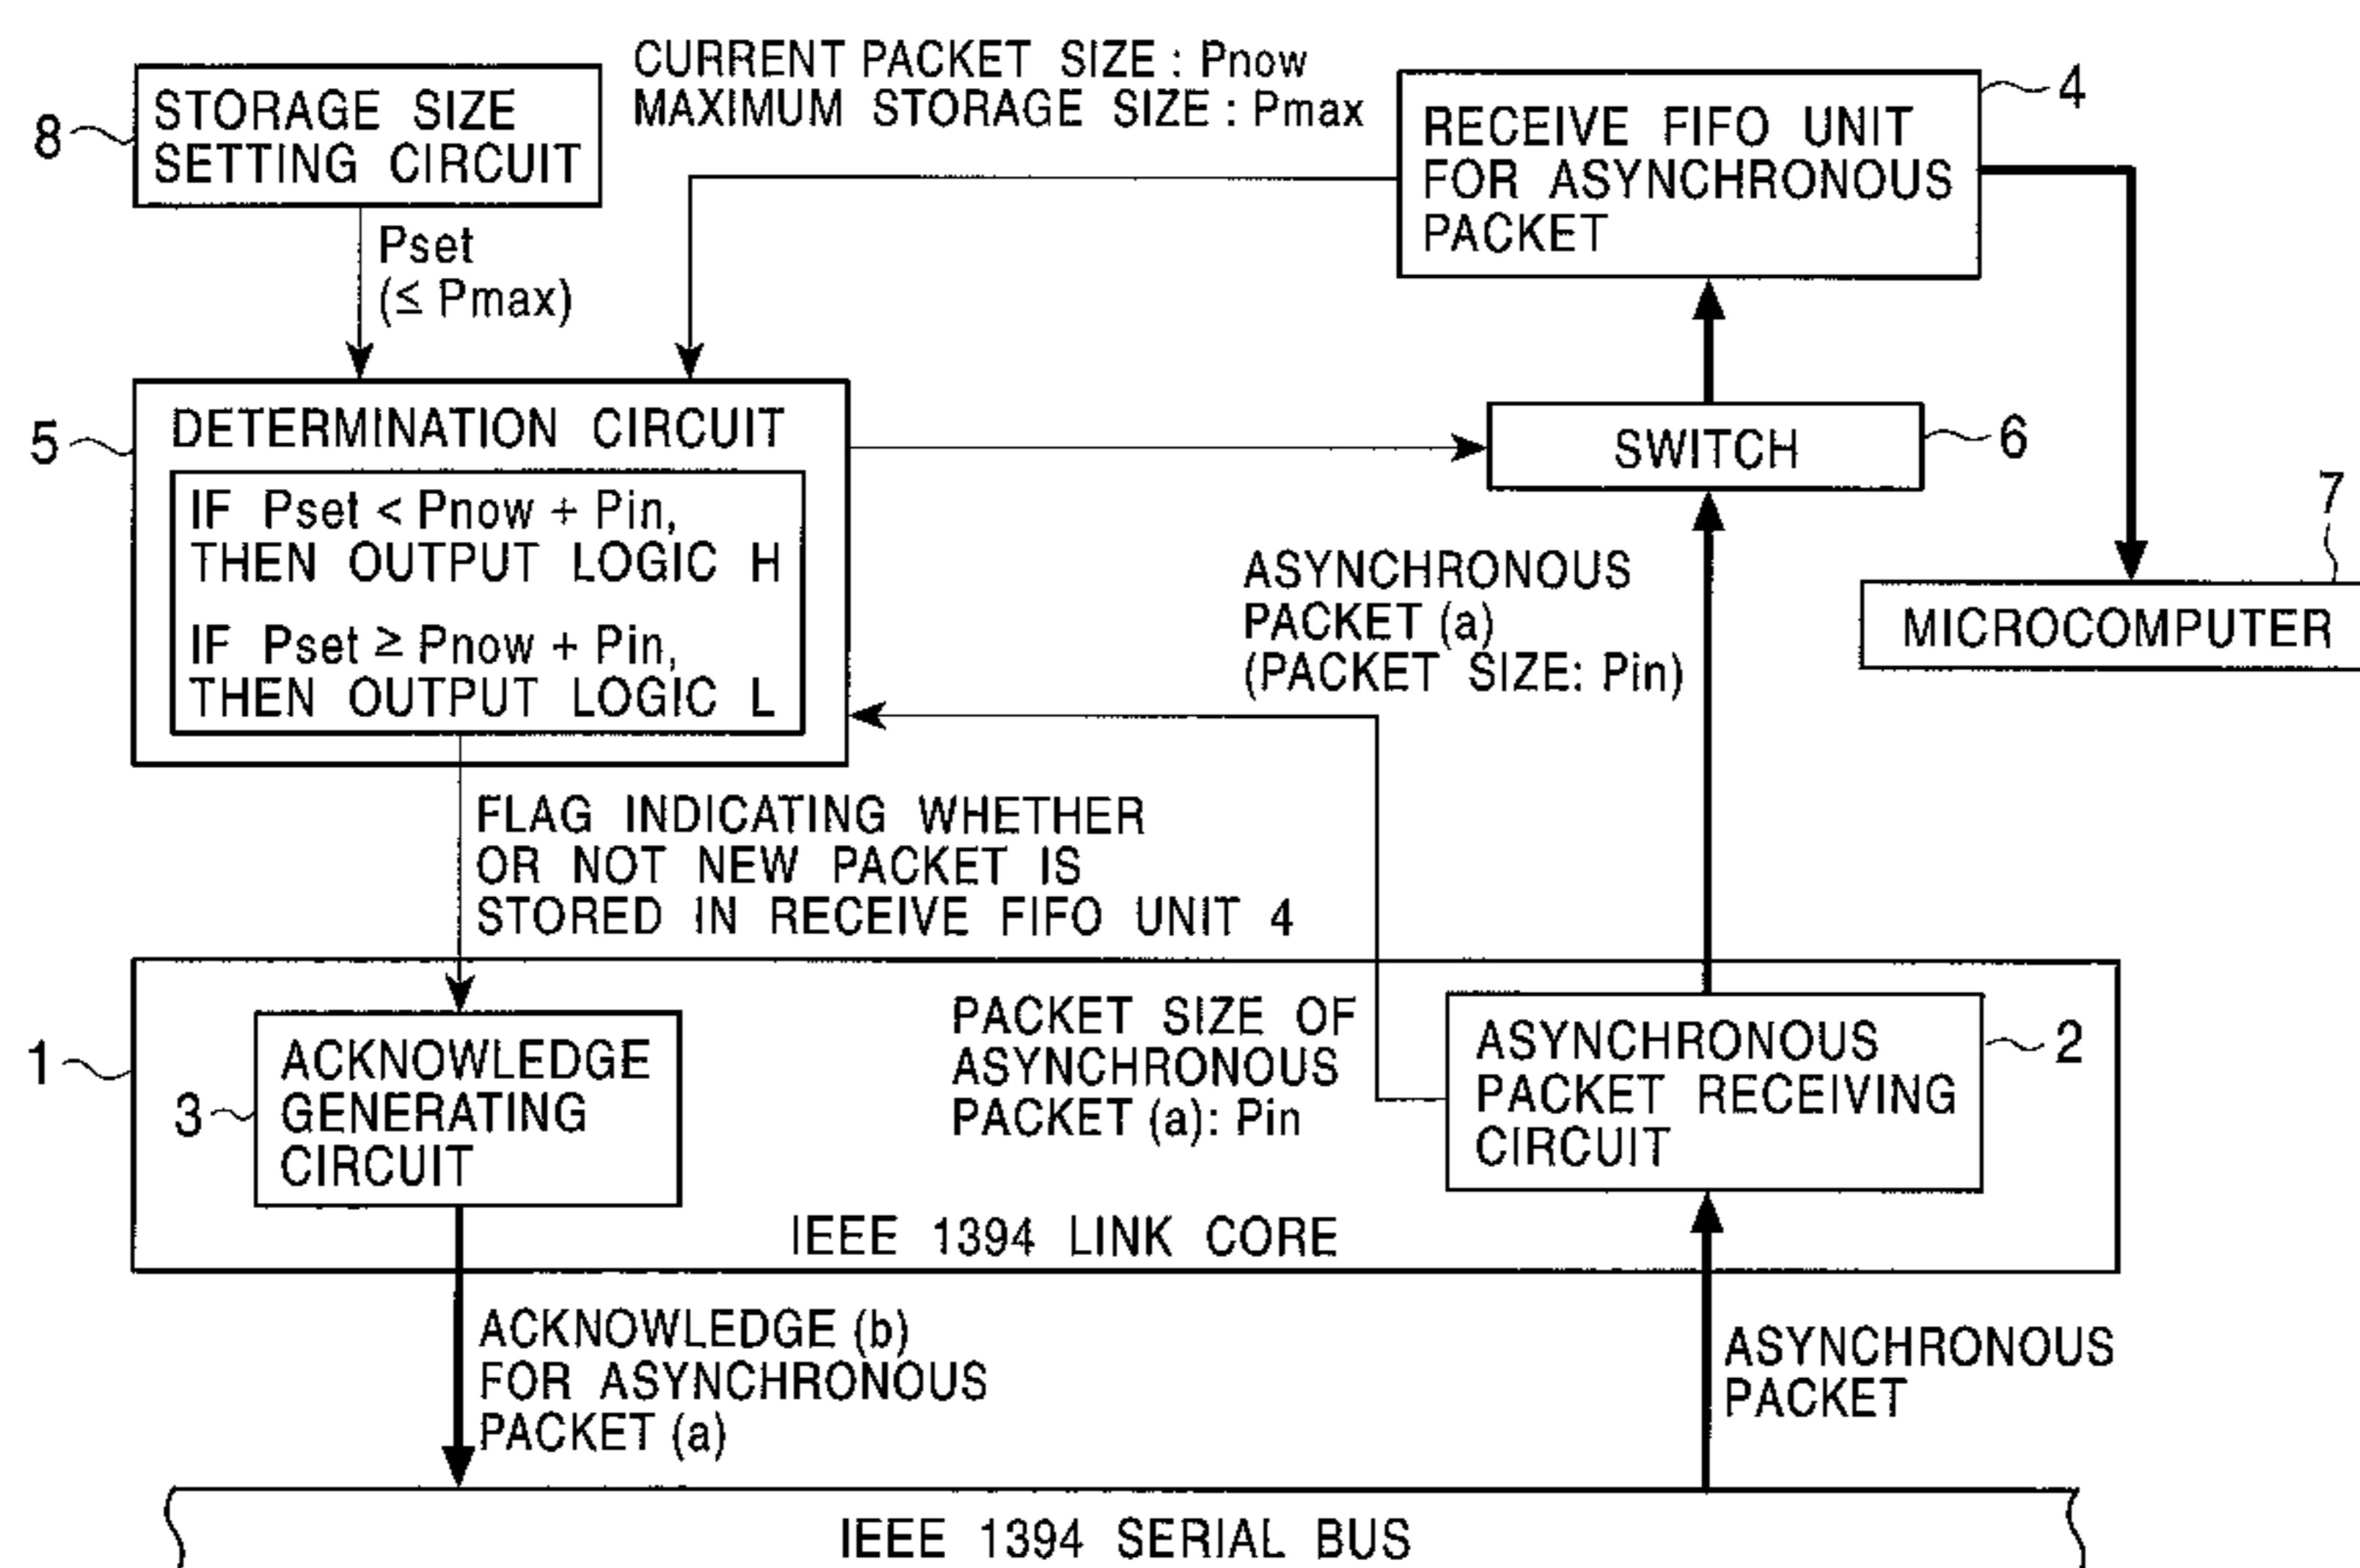 CURRENT PACKET SIZE : Pnow
MAXIMUM STORAGE SIZE : Pmax
8
STORAGE SIZE
SETTING CIRCUIT
4
RECEIVE FIFO UNIT
FOR ASYNCHRONOUS
PACKET
Pset
(≤ Pmax)
5
DETERMINATION CIRCUIT
IF Pset < Pnow + Pin,
THEN OUTPUT LOGIC H
IF Pset ≥ Pnow + Pin,
THEN OUTPUT LOGIC L
SWITCH
6
7
MICROCOMPUTER
ASYNCHRONOUS
PACKET (a)
(PACKET SIZE: Pin)
FLAG INDICATING WHETHER
OR NOT NEW PACKET IS
STORED IN RECEIVE FIFO UNIT 4
1
3
ACKNOWLEDGE
GENERATING
CIRCUIT
PACKET SIZE OF
ASYNCHRONOUS
PACKET (a): Pin
ASYNCHRONOUS
PACKET RECEIVING
CIRCUIT
2
IEEE 1394 LINK CORE
ACKNOWLEDGE (b)
FOR ASYNCHRONOUS
PACKET (a)
ASYNCHRONOUS
PACKET
IEEE 1394 SERIAL BUS